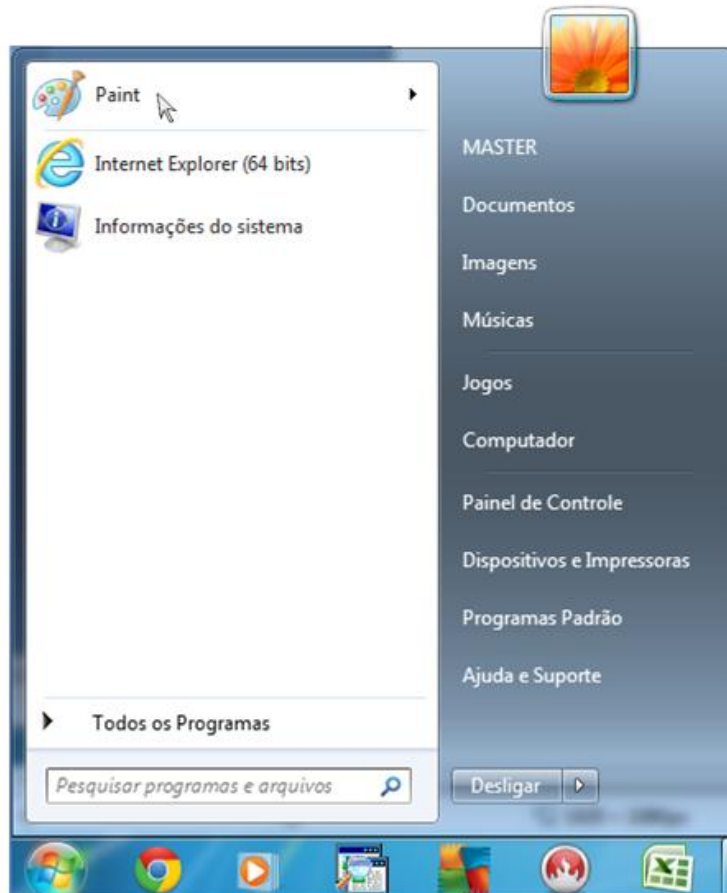 Paint
Internet Explorer (64 bits)
Informações do sistema
Todos os Programas
Pesquisar programas e arquivos
MASTER
Documentos
Imagens
Músicas
Jogos
Computador
Painel de Controle
Dispositivos e Impressoras
Programas Padrão
Ajuda e Suporte
Desligar